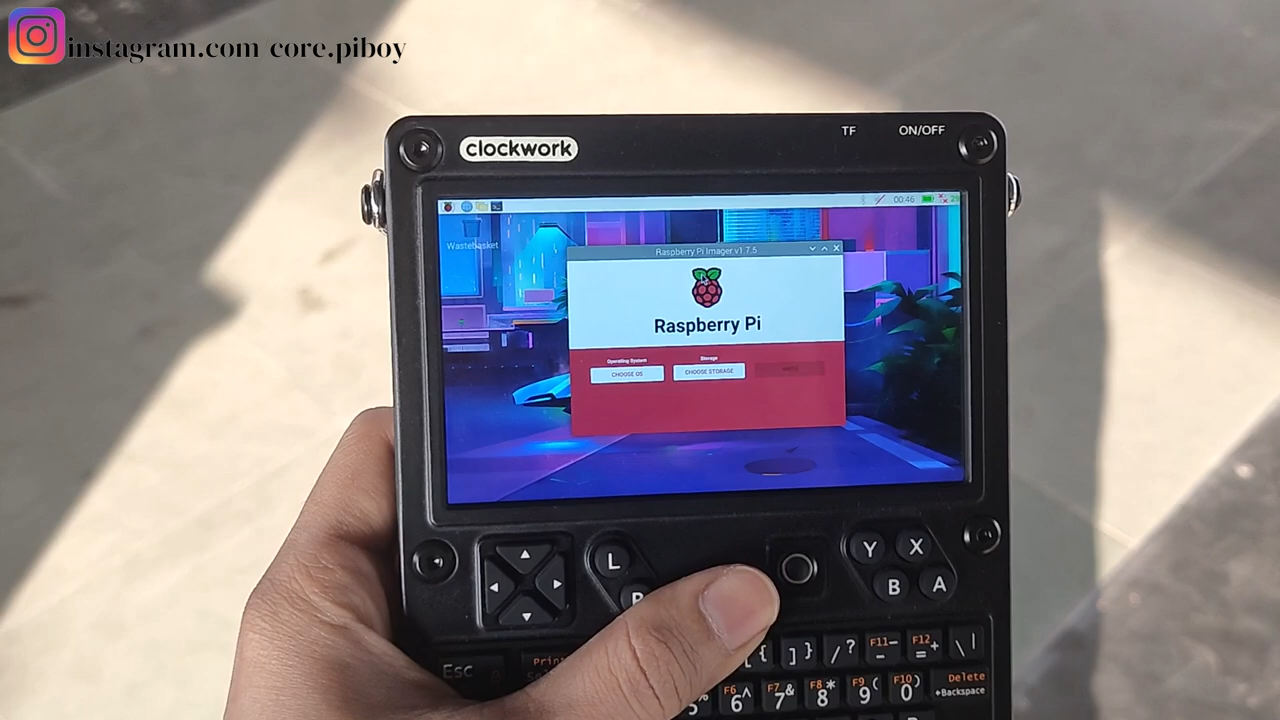 instagram.com core.piboy
TF ON/OFF
clockwork
00:46
Wastebasket
Raspberry Pi Imager v1.7.5
Raspberry Pi
Operating System Storage
CHOOSE OS CHOOSE STORAGE WRITE
L Y X
B A
Esc
{ [ } ] / ? F11 - F12 + = \ |
Delete
F6 ^ 6 F7 & 7 F8 * 8 F9 ( 9 F10 ) 0 Backspace